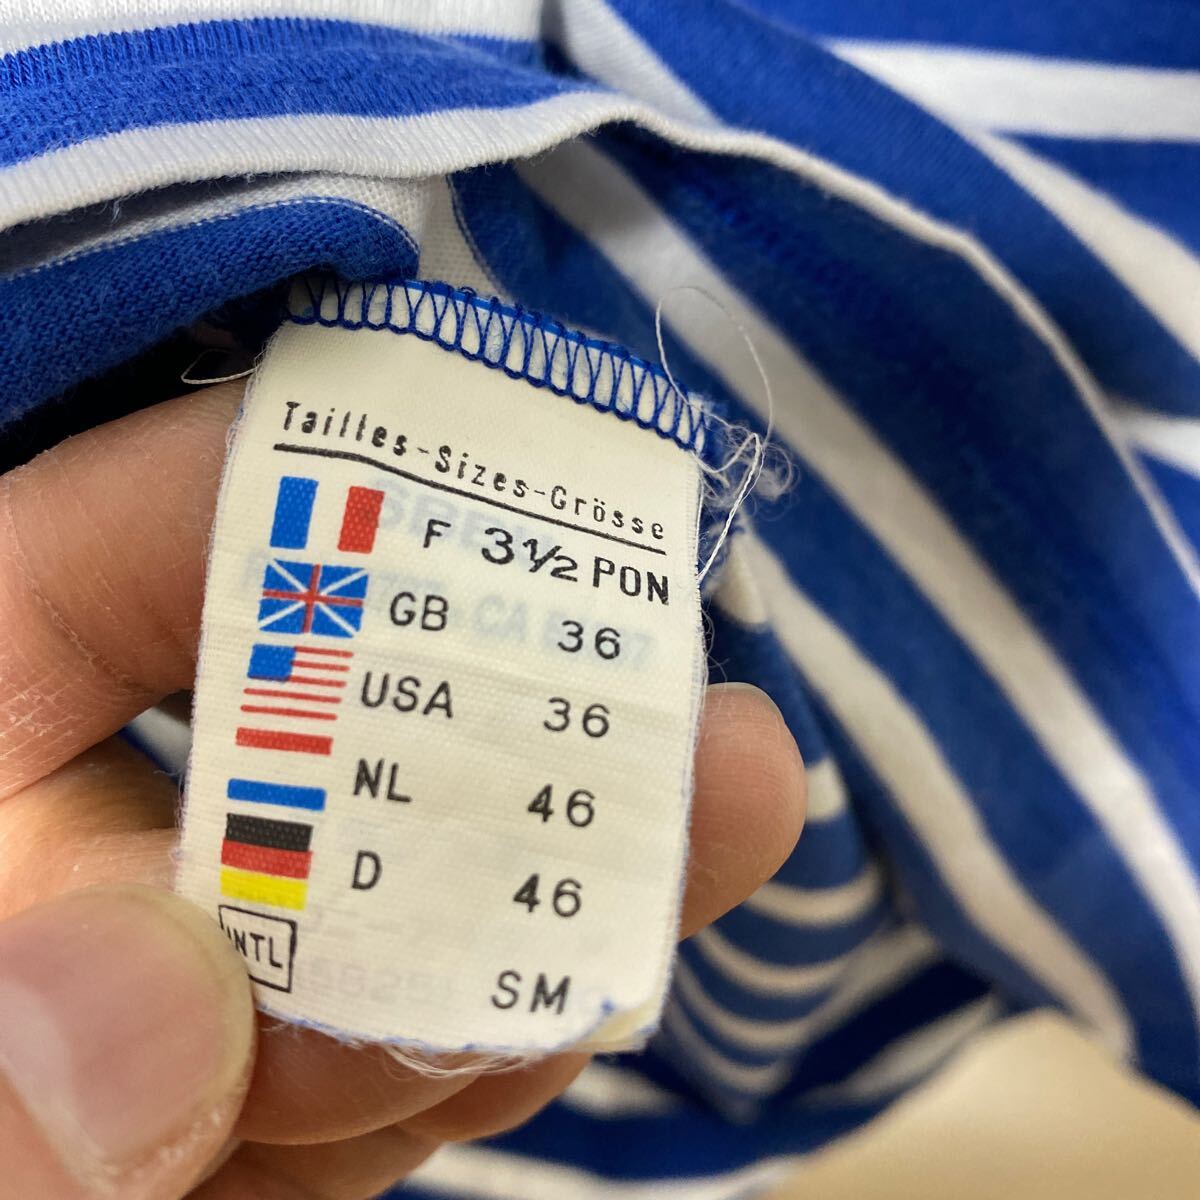 Tailles-Sizes-Grösse
F 3½ PON
GB 36
USA 36
NL 46
D 46
INTL SM